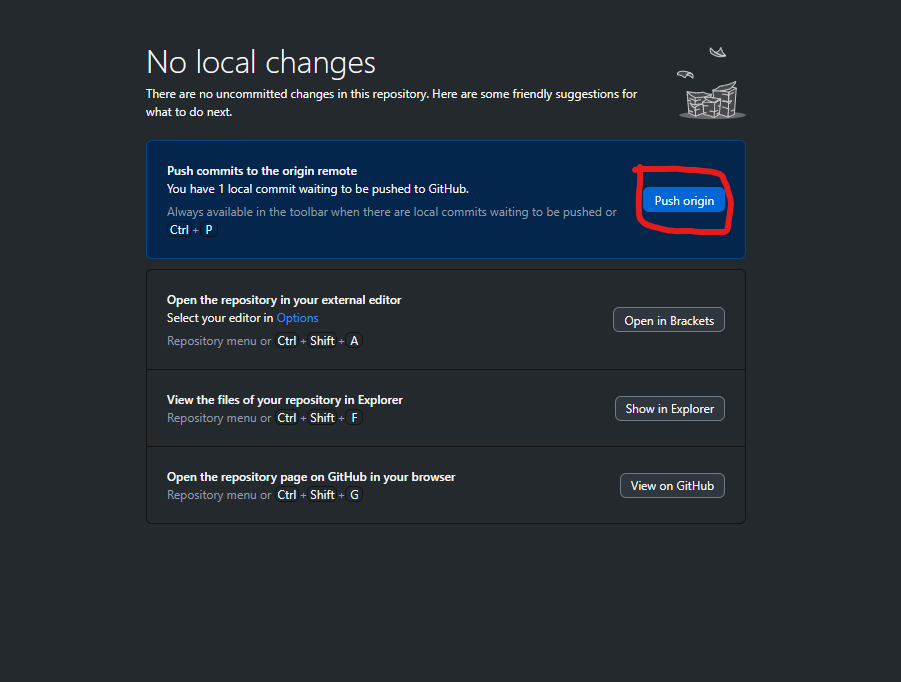 No local changes
There are no uncommitted changes in this repository. Here are some friendly suggestions for
what to do next.
Push commits to the origin remote
You have 1 local commit waiting to be pushed to GitHub.
Always available in the toolbar when there are local commits waiting to be pushed or
Ctrl + P
Push origin
Open the repository in your external editor
Select your editor in Options
Repository menu or Ctrl + Shift + A
Open in Brackets
View the files of your repository in Explorer
Repository menu or Ctrl + Shift + F
Show in Explorer
Open the repository page on GitHub in your browser
Repository menu or Ctrl + Shift + G
View on GitHub